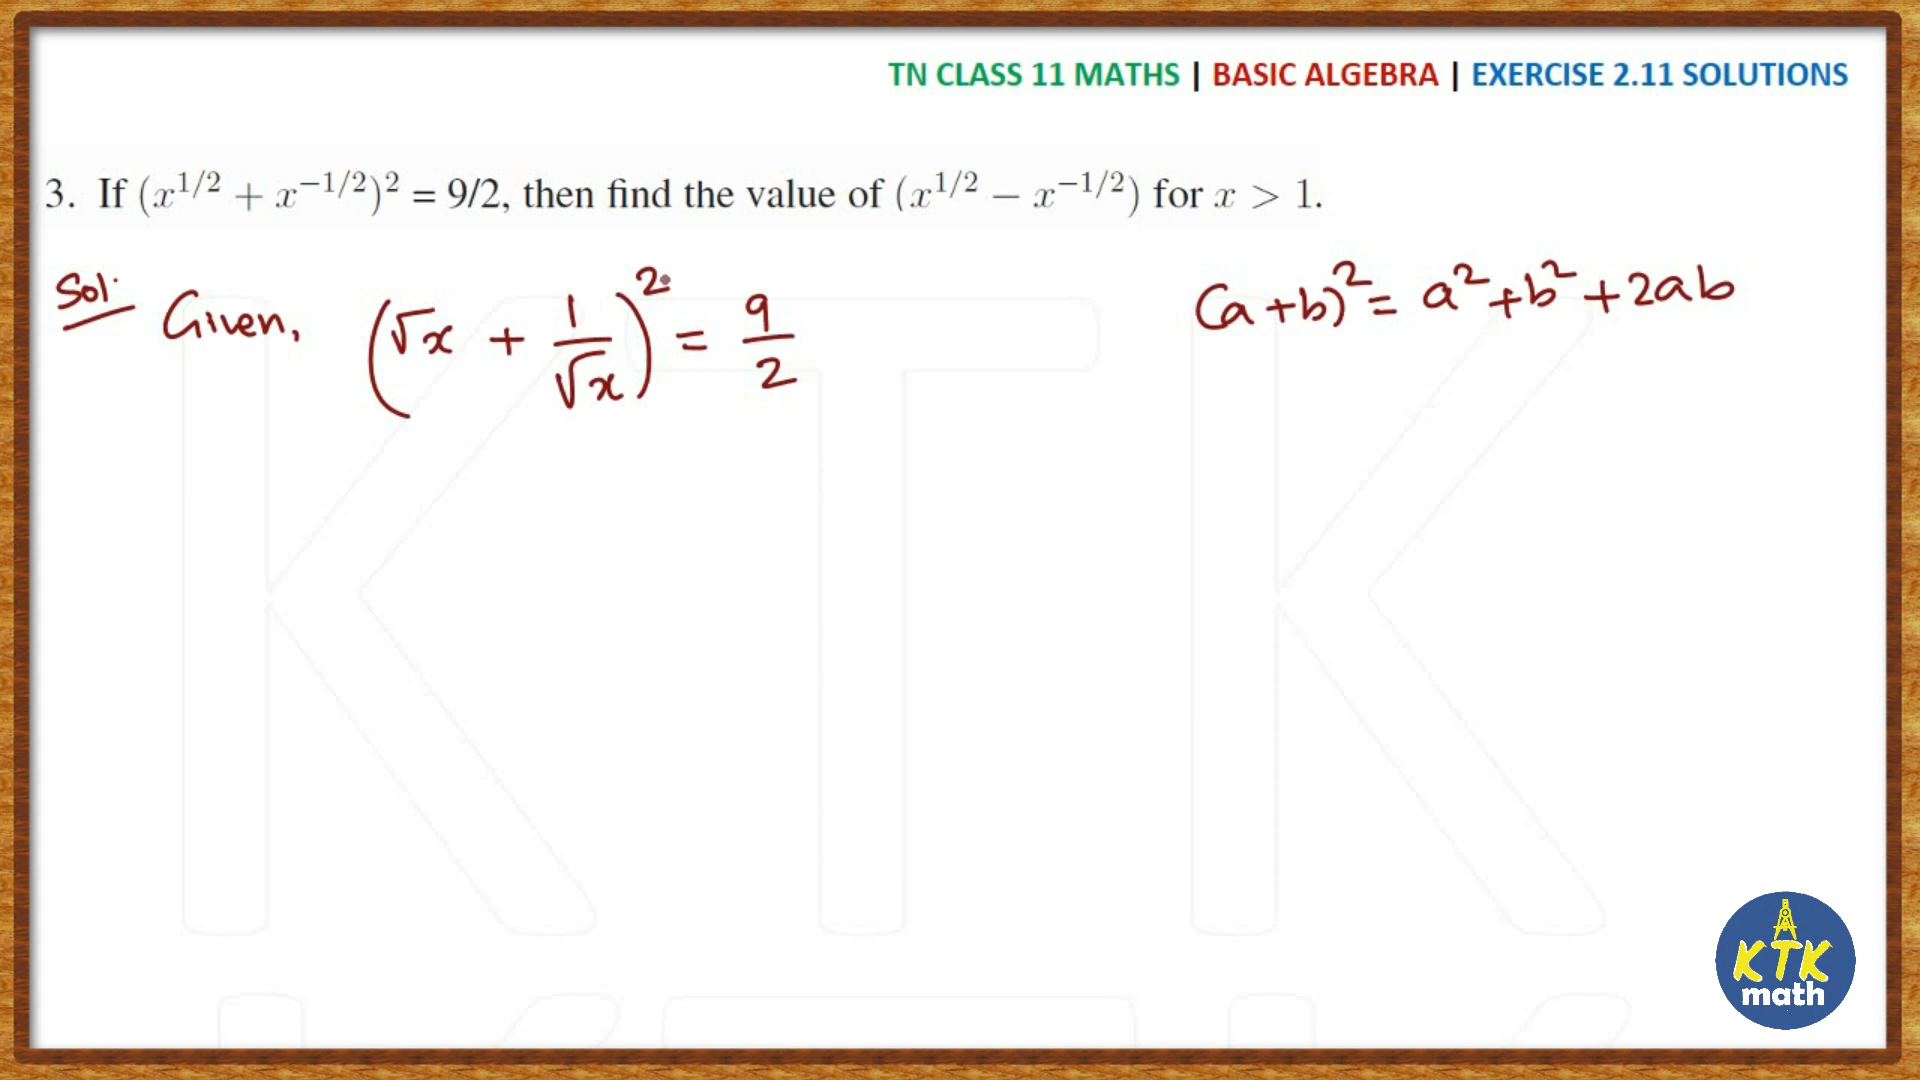 TN CLASS 11 MATHS | BASIC ALGEBRA | EXERCISE 2.11 SOLUTIONS
3. If (x^{1/2} + x^{−1/2})^2 = 9/2, then find the value of (x^{1/2} − x^{−1/2}) for x > 1.
Sol: Given, (√x + 1/√x)^2 = 9/2
(a+b)^2 = a^2+b^2+2ab
KTK
KTK
math